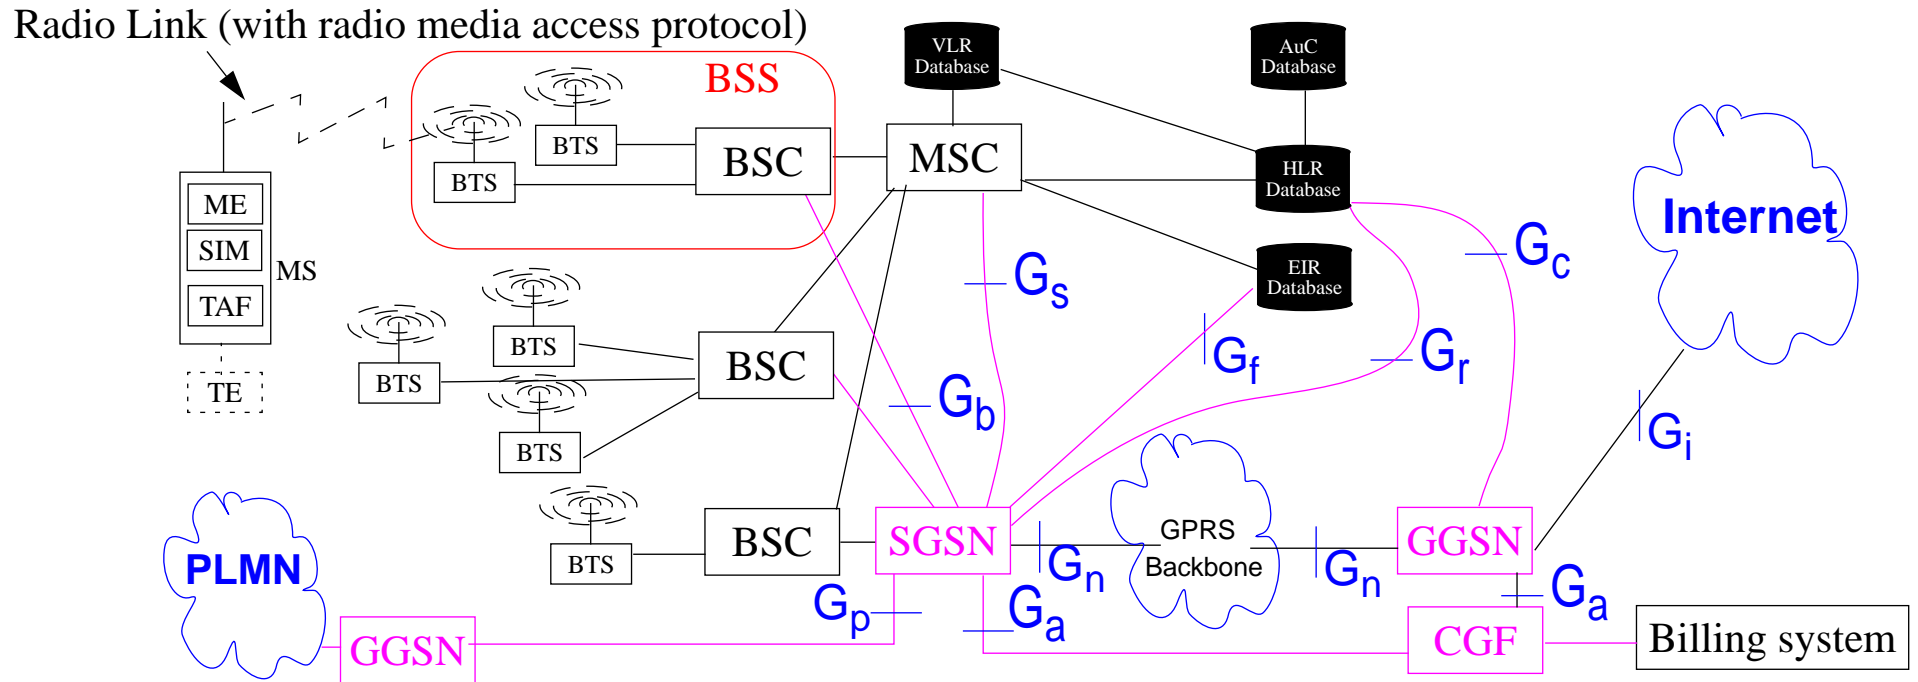 Radio Link (with radio media access protocol)
BSS
VLR
Database
AuC
Database
BTS
BTS
BSC
MSC
HLR
Database
Internet
ME
SIM
TAF
MS
TE
EIR
Database
Gs
Gc
Gf
Gr
Gb
Gi
BTS
BTS
BTS
BSC
BTS
BSC
SGSN
GPRS
Backbone
GGSN
Gn
Gn
PLMN
GGSN
Gp
Ga
Ga
CGF
Billing system